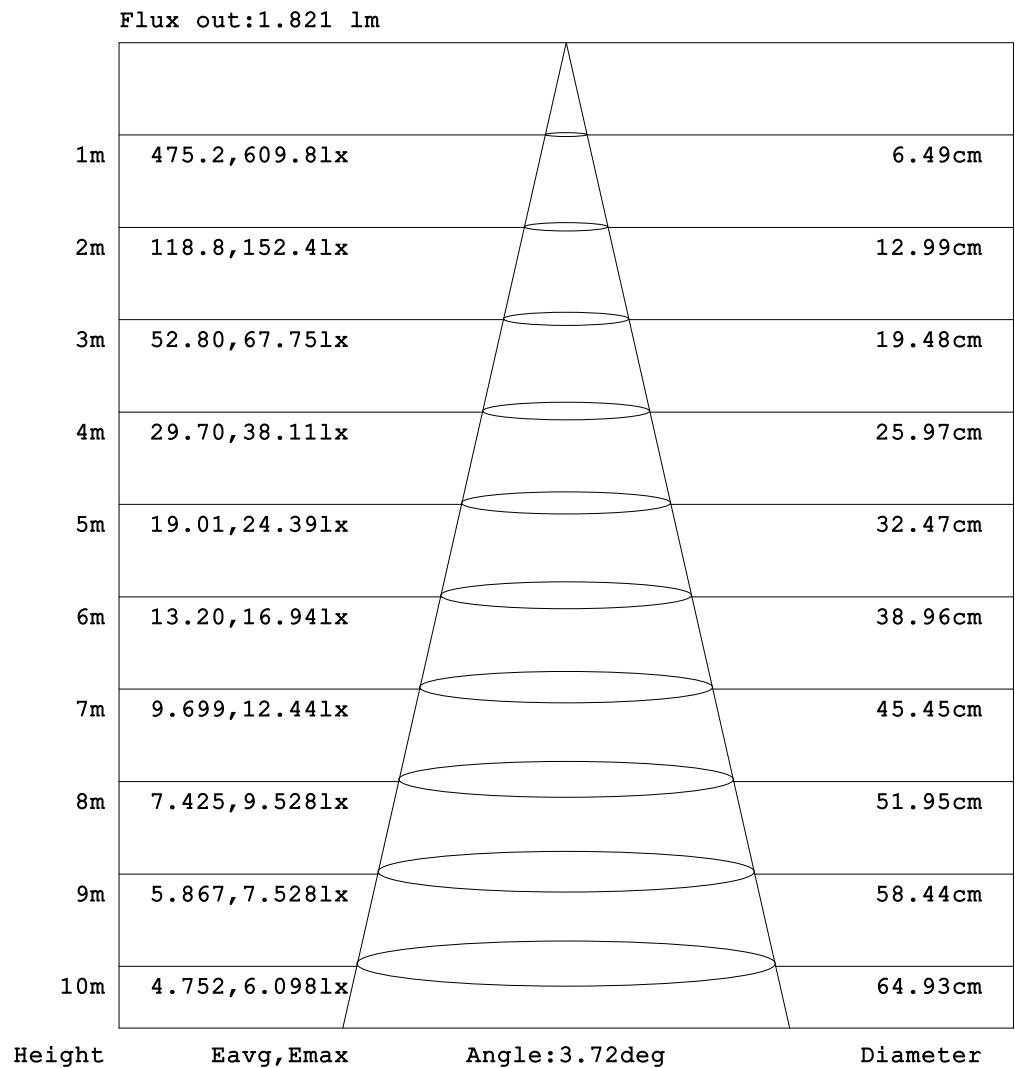 Flux out:1.821 lm
1m 475.2,609.8lx 6.49cm
2m 118.8,152.4lx 12.99cm
3m 52.80,67.75lx 19.48cm
4m 29.70,38.11lx 25.97cm
5m 19.01,24.39lx 32.47cm
6m 13.20,16.94lx 38.96cm
7m 9.699,12.44lx 45.45cm
8m 7.425,9.528lx 51.95cm
9m 5.867,7.528lx 58.44cm
10m 4.752,6.098lx 64.93cm
Height Eavg,Emax Angle:3.72deg Diameter